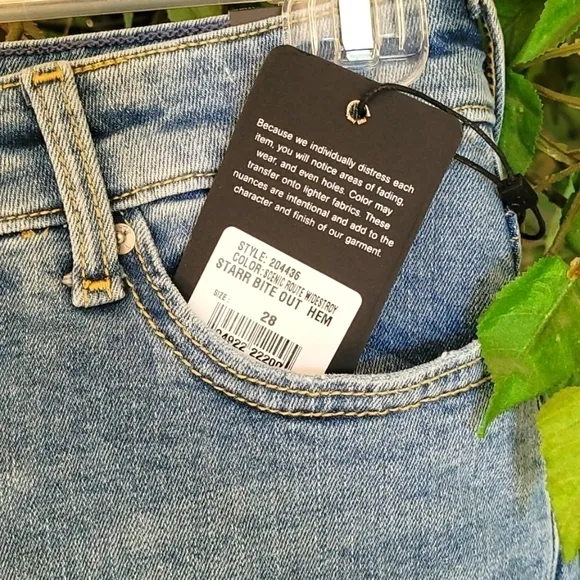 Because we individually distress each
item, you will notice areas of fading,
wear, and even holes. Color may
transfer onto lighter fabrics. These
nuances are intentional and add to the
character and finish of our garment.
STYLE: 204436
COLOR:SCENIC ROUTE WIDESTROY
STARR BITE OUT HEM
SIZE:
28